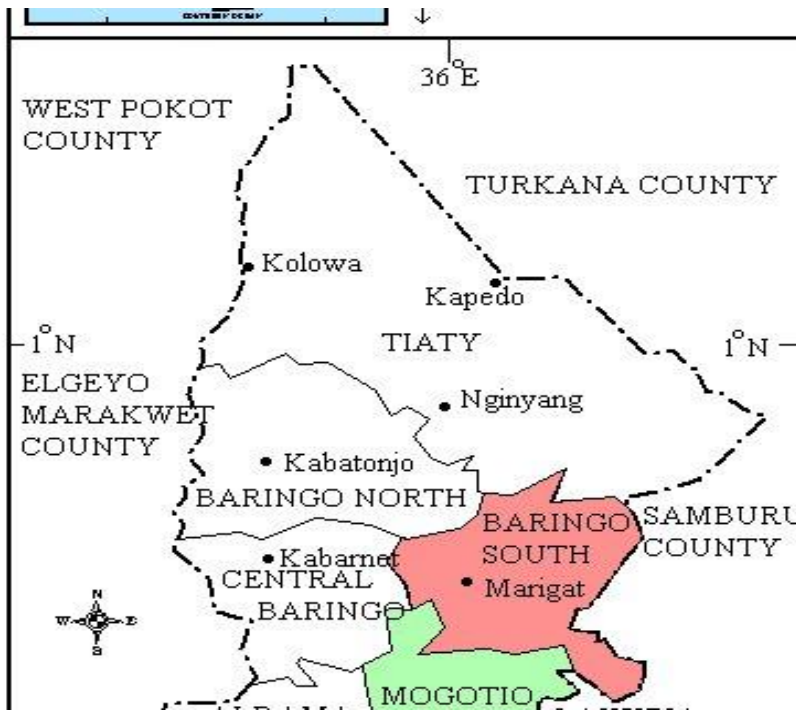 36°E
WEST POKOT
COUNTY
TURKANA COUNTY
Kolowa
Kapedo
1°N
TIATY
1°N
ELGEYO
MARAKWET
COUNTY
Nginyang
Kabatonjo
BARINGO NORTH
BARINGO
SOUTH
SAMBURU
COUNTY
Kabarnet
CENTRAL
BARINGO
Marigat
N
W
E
S
MOGOTIO